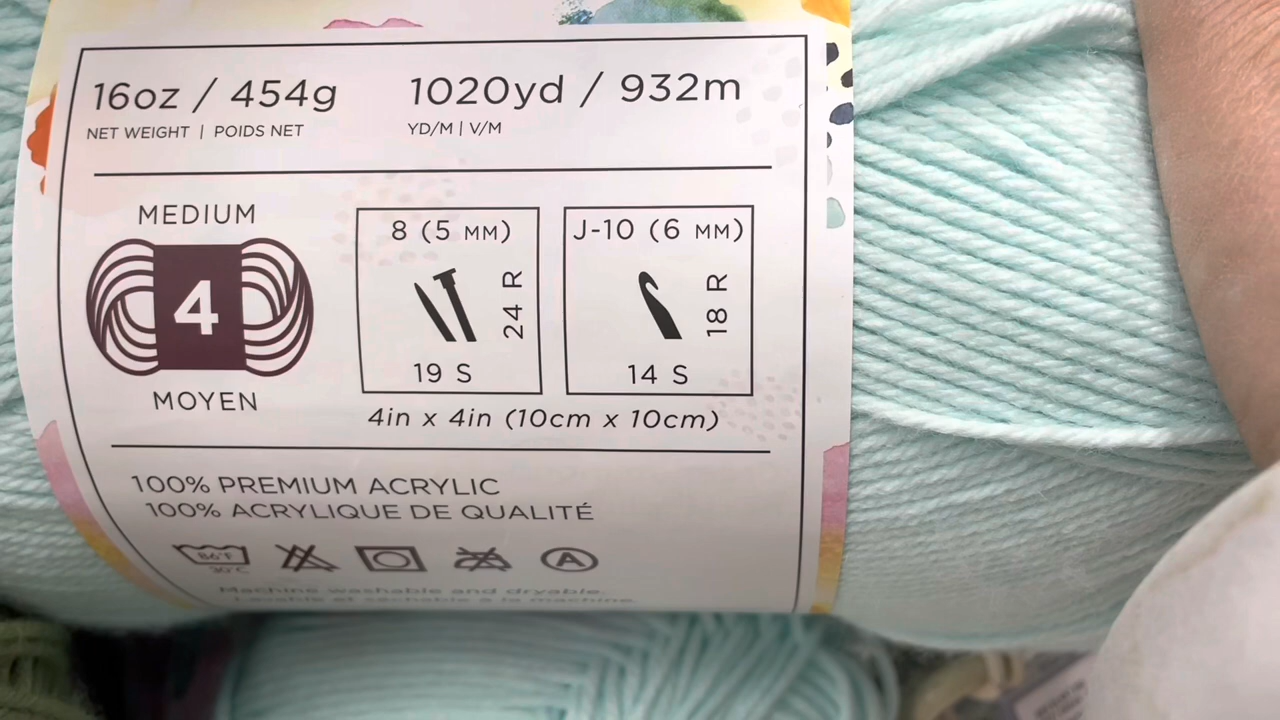 16oz / 454g 1020yd / 932m
NET WEIGHT | POIDS NET YD/M | V/M
MEDIUM
4
MOYEN
8 (5 MM)
24 R
19 S
J-10 (6 MM)
18 R
14 S
4in x 4in (10cm x 10cm)
100% PREMIUM ACRYLIC
100% ACRYLIQUE DE QUALITÉ
86°F
30°C
A
Machine washable and dryable.
Lavable et séchable à la machine.